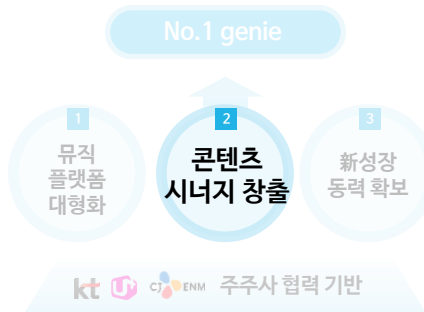 No.1 genie
1
뮤직
플랫폼
대형화
2
콘텐츠
시너지 창출
3
新성장
동력 확보
kt U+ CJ ENM 주주사 협력 기반